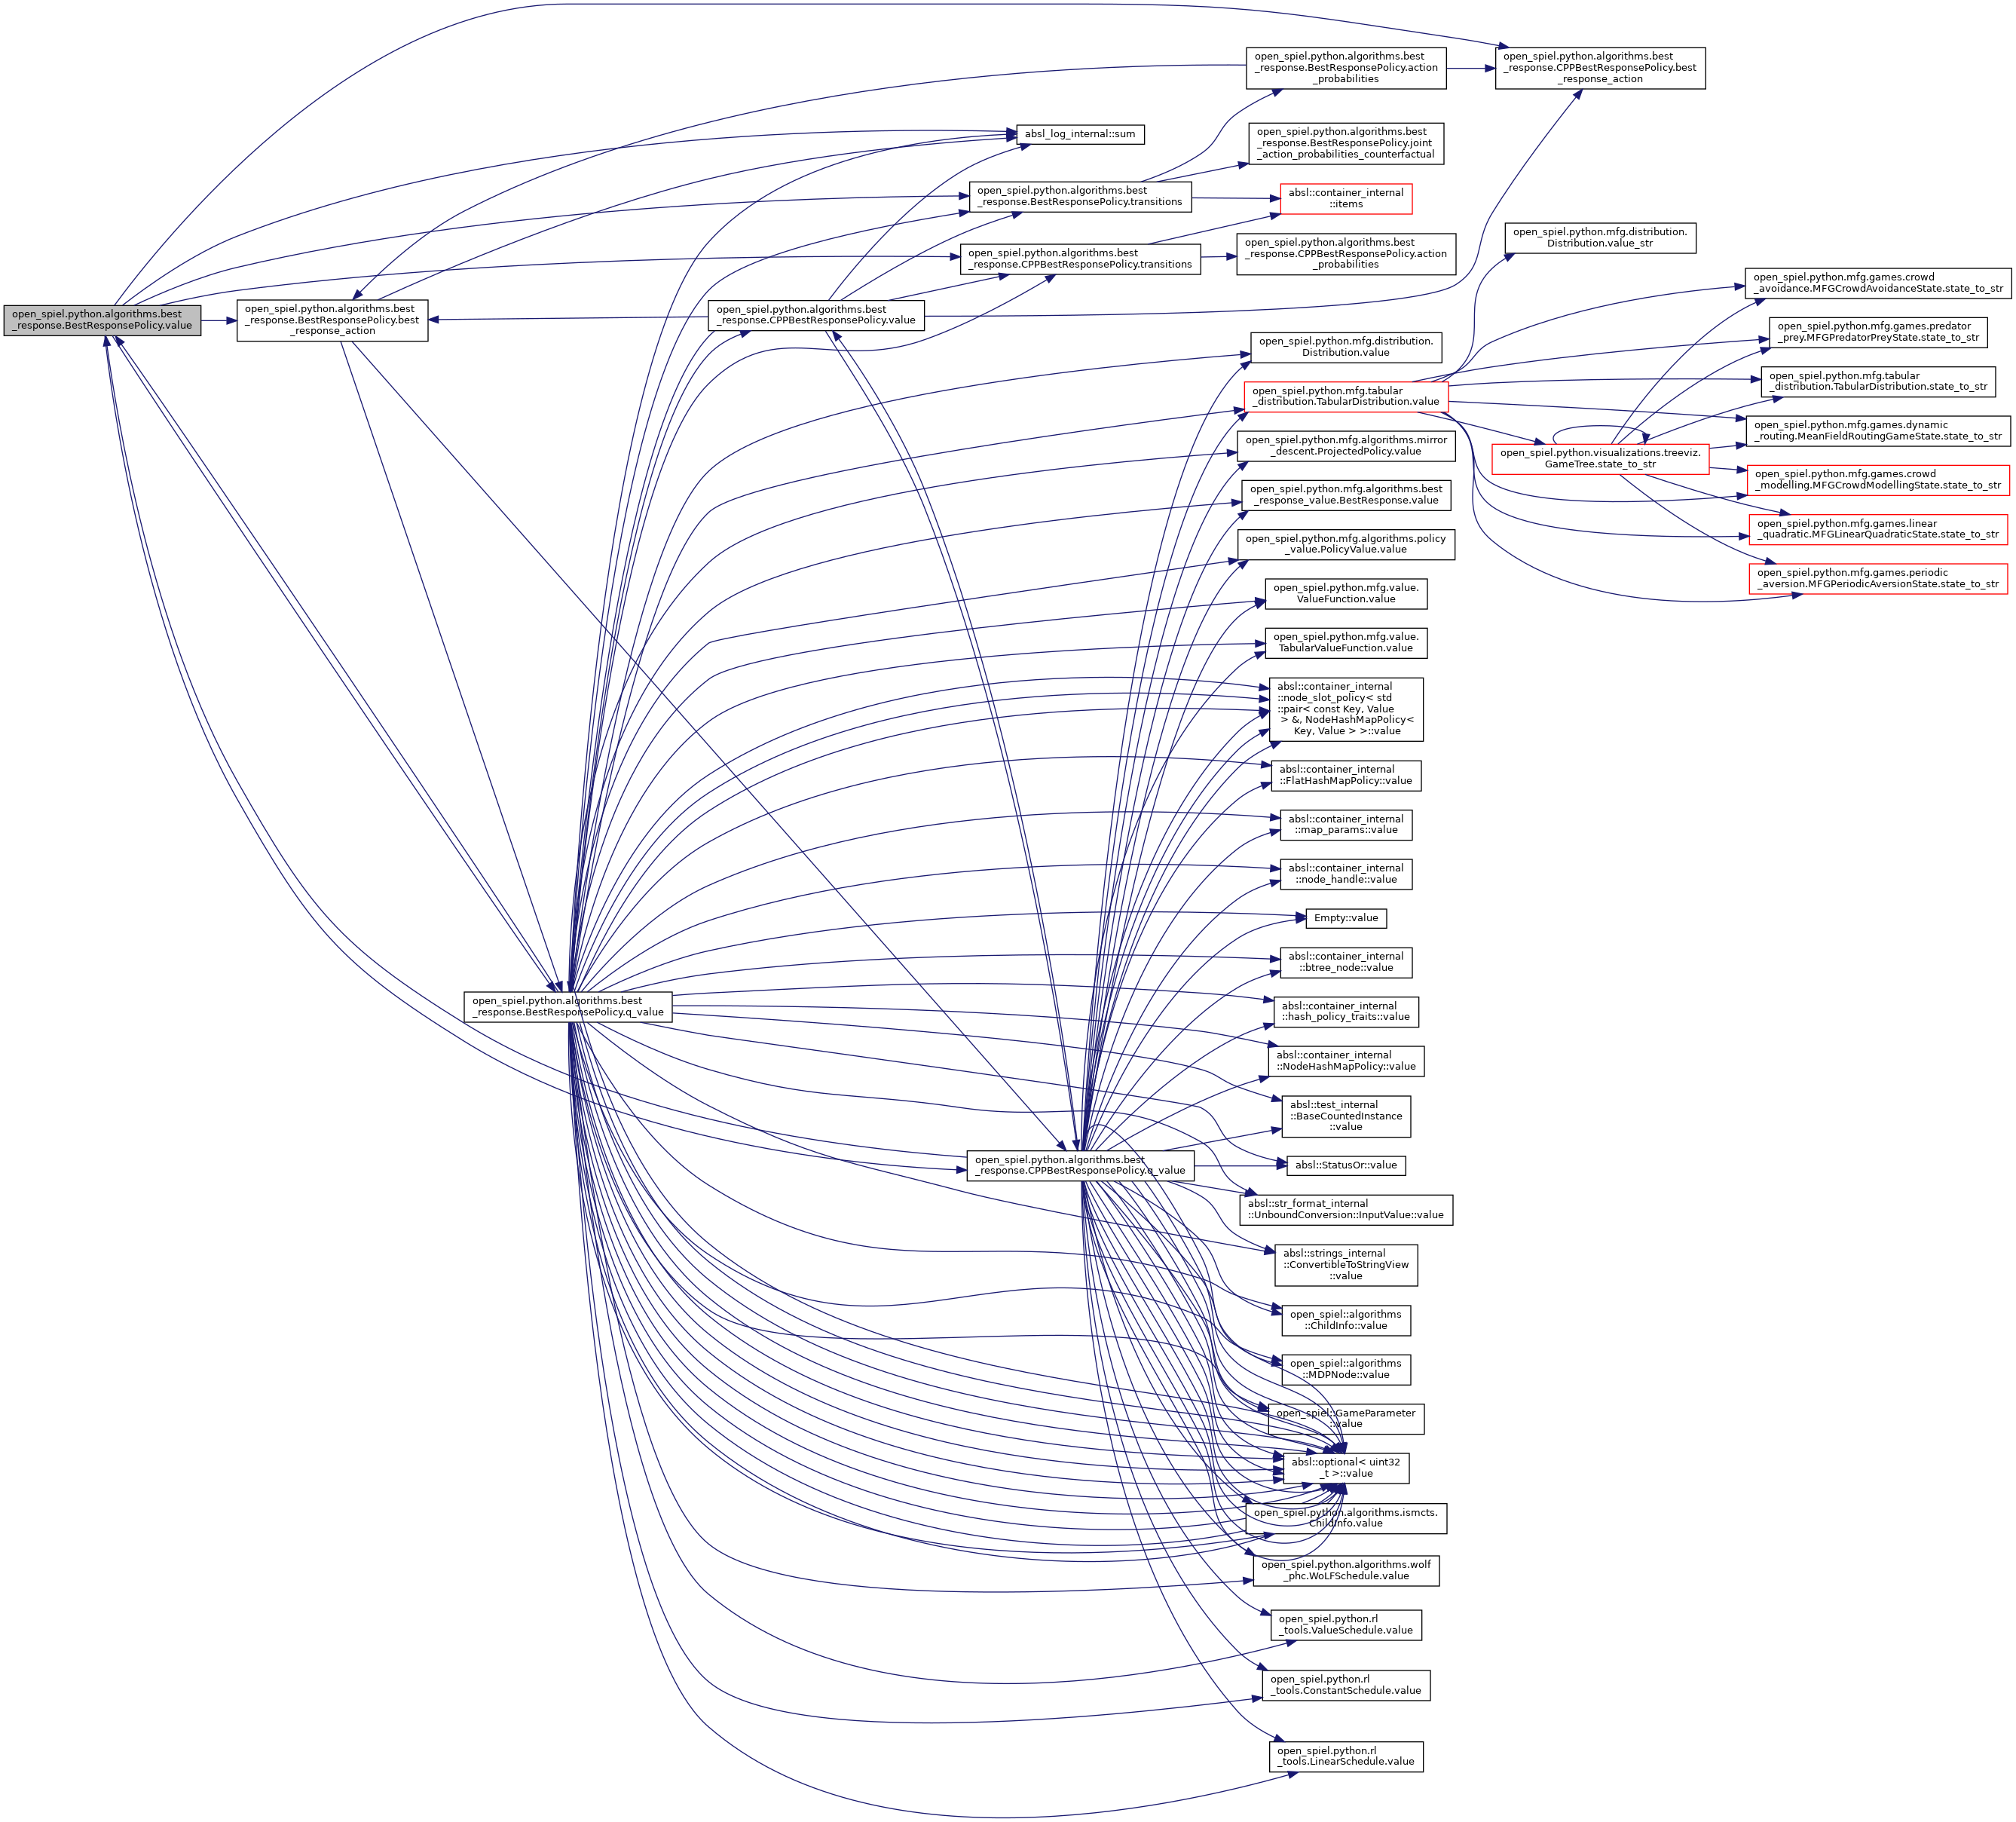 open_spiel.python.algorithms.best
_response.BestResponsePolicy.value
open_spiel.python.algorithms.best
_response.BestResponsePolicy.best
_response_action
open_spiel.python.algorithms.best
_response.BestResponsePolicy.q_value
open_spiel.python.algorithms.best
_response.CPPBestResponsePolicy.value
absl_log_internal::sum
open_spiel.python.algorithms.best
_response.BestResponsePolicy.transitions
open_spiel.python.algorithms.best
_response.CPPBestResponsePolicy.transitions
open_spiel.python.algorithms.best
_response.CPPBestResponsePolicy.q_value
open_spiel.python.algorithms.best
_response.BestResponsePolicy.action
_probabilities
open_spiel.python.algorithms.best
_response.BestResponsePolicy.joint
_action_probabilities_counterfactual
absl::container_internal
::items
open_spiel.python.algorithms.best
_response.CPPBestResponsePolicy.action
_probabilities
open_spiel.python.mfg.distribution.
Distribution.value
open_spiel.python.mfg.tabular
_distribution.TabularDistribution.value
open_spiel.python.mfg.algorithms.mirror
_descent.ProjectedPolicy.value
open_spiel.python.mfg.algorithms.best
_response_value.BestResponse.value
open_spiel.python.mfg.algorithms.policy
_value.PolicyValue.value
open_spiel.python.mfg.value.
ValueFunction.value
open_spiel.python.mfg.value.
TabularValueFunction.value
absl::container_internal
::node_slot_policy< std
::pair< const Key, Value
> &, NodeHashMapPolicy<
Key, Value > >::value
absl::container_internal
::FlatHashMapPolicy::value
absl::container_internal
::map_params::value
absl::container_internal
::node_handle::value
Empty::value
absl::container_internal
::btree_node::value
absl::container_internal
::hash_policy_traits::value
absl::container_internal
::NodeHashMapPolicy::value
absl::test_internal
::BaseCountedInstance
::value
absl::StatusOr::value
absl::str_format_internal
::UnboundConversion::InputValue::value
absl::strings_internal
::ConvertibleToStringView
::value
open_spiel::algorithms
::ChildInfo::value
open_spiel::algorithms
::MDPNode::value
open_spiel::GameParameter
::value
absl::optional< uint32
_t >::value
open_spiel.python.algorithms.ismcts.
ChildInfo.value
open_spiel.python.algorithms.wolf
_phc.WoLFSchedule.value
open_spiel.python.rl
_tools.ValueSchedule.value
open_spiel.python.rl
_tools.ConstantSchedule.value
open_spiel.python.rl
_tools.LinearSchedule.value
open_spiel.python.algorithms.best
_response.CPPBestResponsePolicy.best
_response_action
open_spiel.python.mfg.distribution.
Distribution.value_str
open_spiel.python.visualizations.treeviz.
GameTree.state_to_str
open_spiel.python.mfg.games.crowd
_avoidance.MFGCrowdAvoidanceState.state_to_str
open_spiel.python.mfg.games.predator
_prey.MFGPredatorPreyState.state_to_str
open_spiel.python.mfg.tabular
_distribution.TabularDistribution.state_to_str
open_spiel.python.mfg.games.dynamic
_routing.MeanFieldRoutingGameState.state_to_str
open_spiel.python.mfg.games.crowd
_modelling.MFGCrowdModellingState.state_to_str
open_spiel.python.mfg.games.linear
_quadratic.MFGLinearQuadraticState.state_to_str
open_spiel.python.mfg.games.periodic
_aversion.MFGPeriodicAversionState.state_to_str